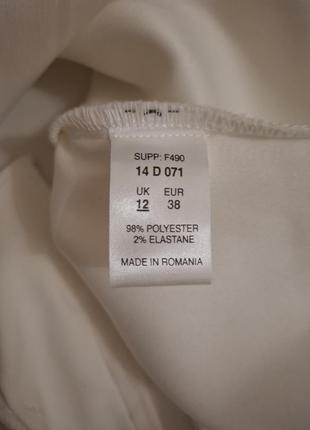 SUPP: F490
14 D 071
UK EUR
12 38
98% POLYESTER
2% ELASTANE
MADE IN ROMANIA